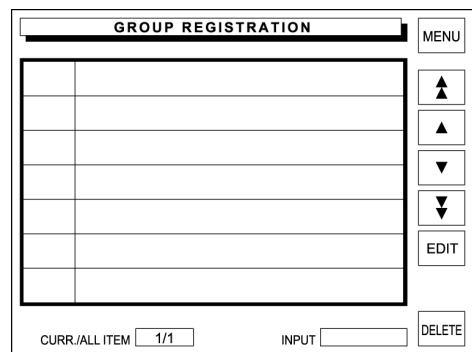 GROUP REGISTRATION
MENU
EDIT
CURR./ALL ITEM 1/1
INPUT
DELETE